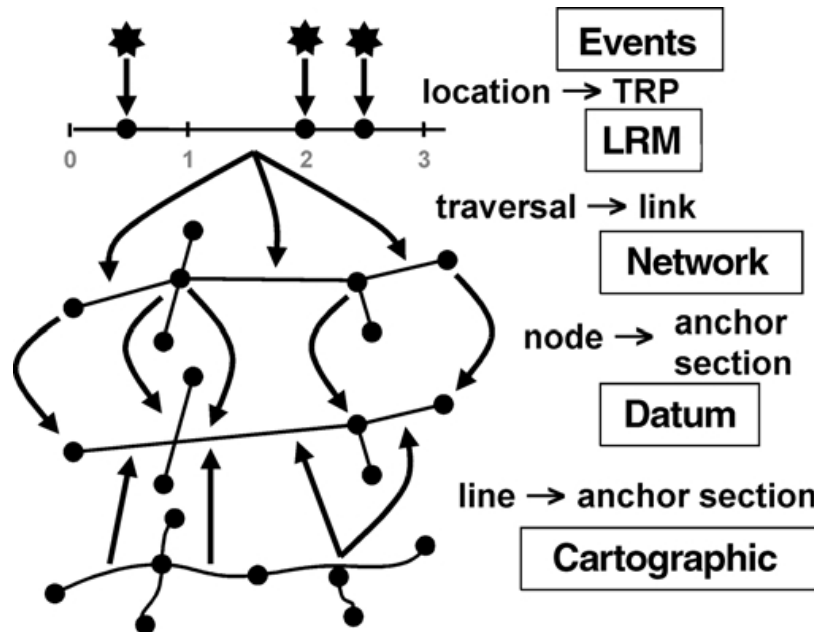 Events
location → TRP
LRM
0 1 2 3
traversal → link
Network
node → anchor
section
Datum
line → anchor section
Cartographic